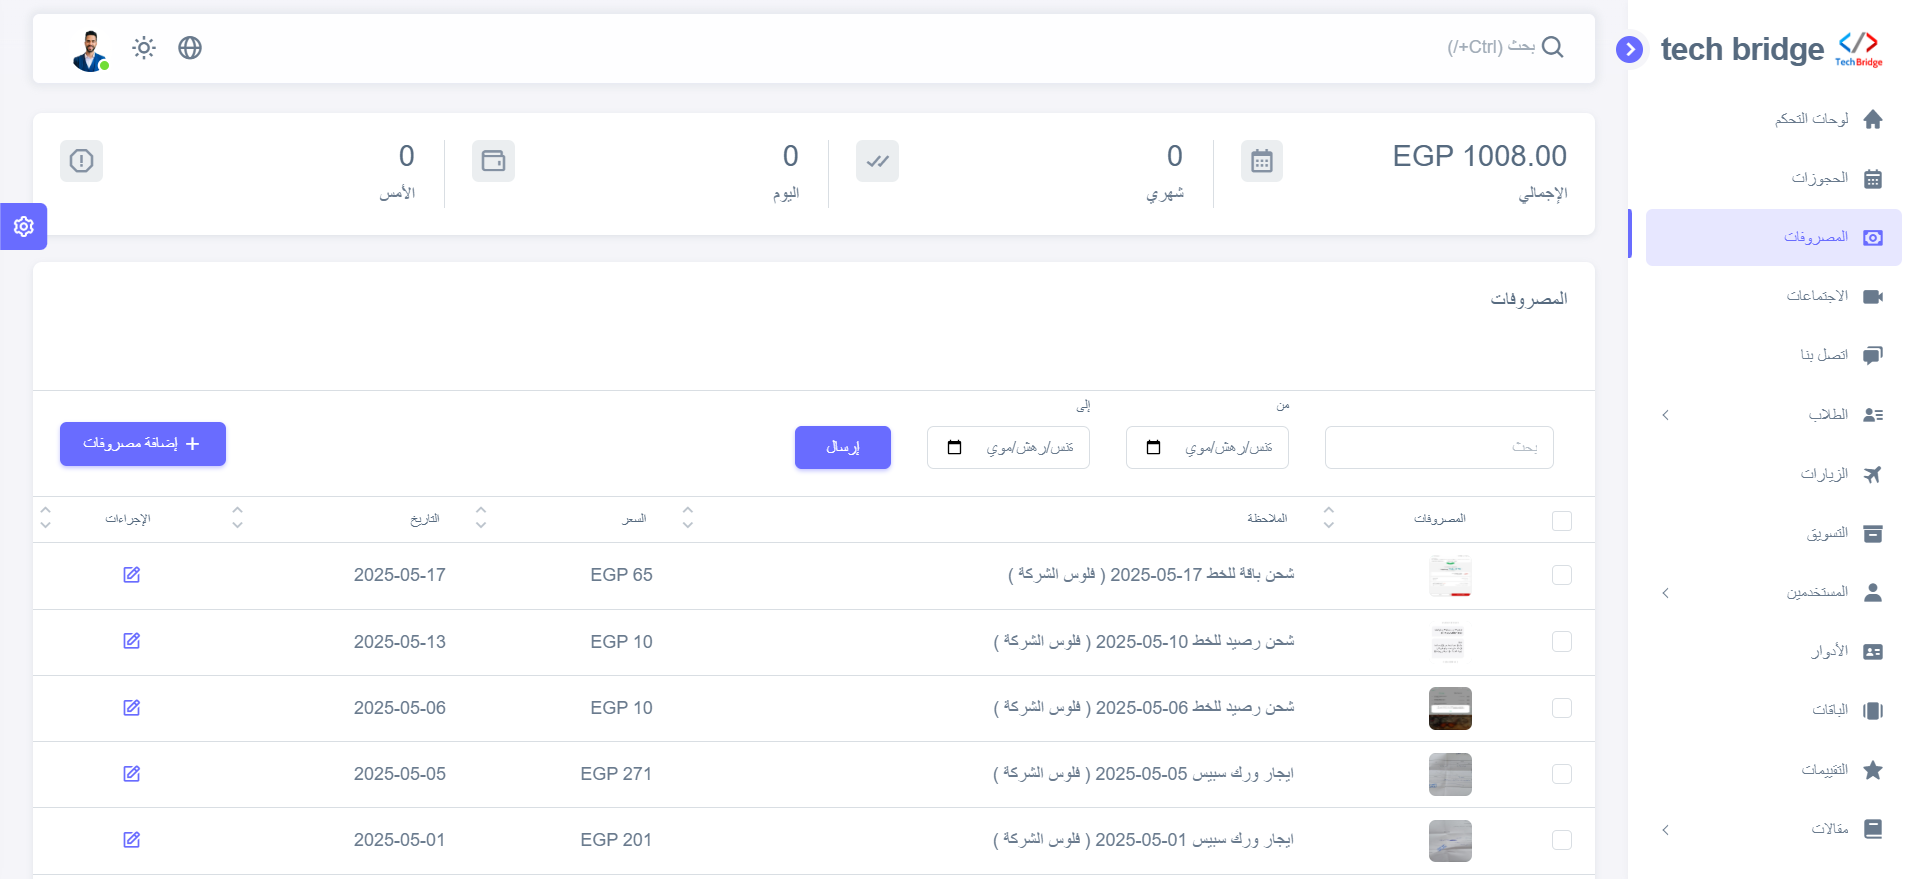 tech bridge
TechBridge
لوحات التحكم
الحجوزات
المصروفات
الاجتماعات
اتصل بنا
الطلاب
الزيارات
التسويق
المستخدمين
الأدوار
الباقات
التقييمات
مقالات
بحث (Ctrl+/)
EGP 1008.00
الإجمالي
0
شهري
0
اليوم
0
الأمس
المصروفات
بحث
من
سنة/شهر/يوم
إلى
سنة/شهر/يوم
إرسال
إضافة مصروفات
المصروفات الملاحظة السعر التاريخ الإجراءات
شحن باقة للخط 17-05-2025 ( فلوس الشركة ) EGP 65 2025-05-17
شحن رصيد للخط 10-05-2025 ( فلوس الشركة ) EGP 10 2025-05-13
شحن رصيد للخط 06-05-2025 ( فلوس الشركة ) EGP 10 2025-05-06
ايجار ورك سبيس 05-05-2025 ( فلوس الشركة ) EGP 271 2025-05-05
ايجار ورك سبيس 01-05-2025 ( فلوس الشركة ) EGP 201 2025-05-01